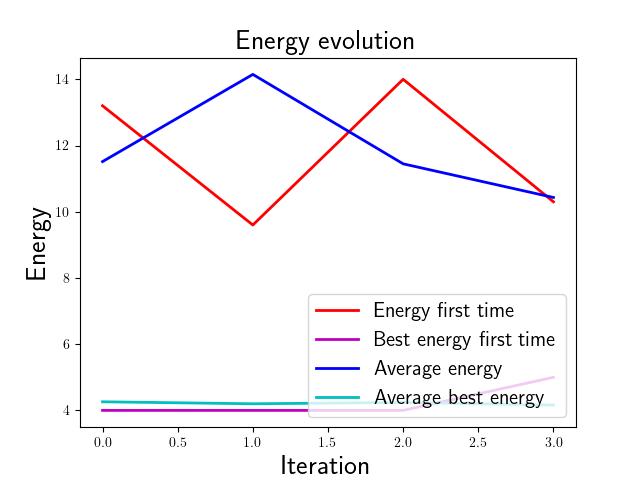 Energy evolution
Energy
14
12
10
8
6
4
Energy first time
Best energy first time
Average energy
Average best energy
0.0 0.5 1.0 1.5 2.0 2.5 3.0
Iteration